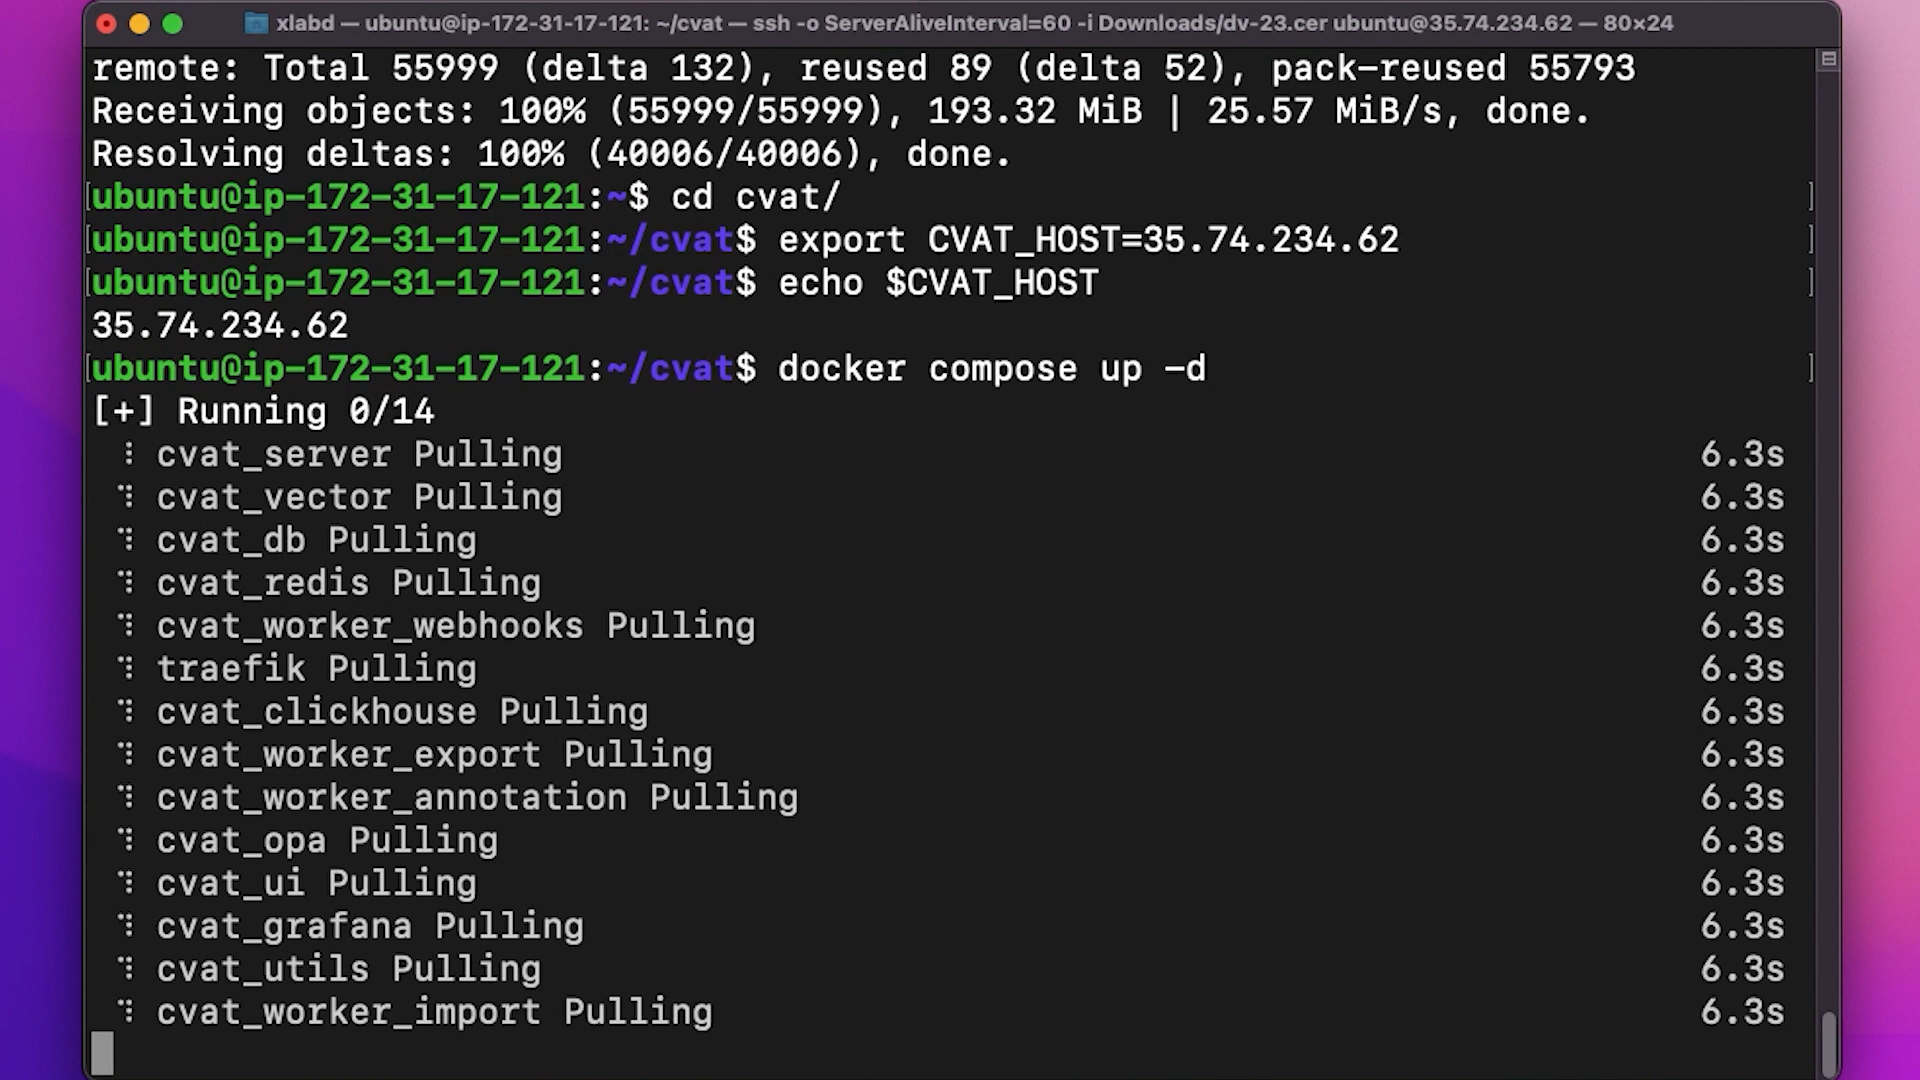 xlabd — ubuntu@ip-172-31-17-121: ~/cvat — ssh -o ServerAliveInterval=60 -i Downloads/dv-23.cer ubuntu@35.74.234.62 — 80×24
remote: Total 55999 (delta 132), reused 89 (delta 52), pack-reused 55793
Receiving objects: 100% (55999/55999), 193.32 MiB | 25.57 MiB/s, done.
Resolving deltas: 100% (40006/40006), done.
[ubuntu@ip-172-31-17-121:~$ cd cvat/ ]
[ubuntu@ip-172-31-17-121:~/cvat$ export CVAT_HOST=35.74.234.62 ]
[ubuntu@ip-172-31-17-121:~/cvat$ echo $CVAT_HOST ]
35.74.234.62
[ubuntu@ip-172-31-17-121:~/cvat$ docker compose up -d ]
[+] Running 0/14
cvat_server Pulling 6.3s
cvat_vector Pulling 6.3s
cvat_db Pulling 6.3s
cvat_redis Pulling 6.3s
cvat_worker_webhooks Pulling 6.3s
traefik Pulling 6.3s
cvat_clickhouse Pulling 6.3s
cvat_worker_export Pulling 6.3s
cvat_worker_annotation Pulling 6.3s
cvat_opa Pulling 6.3s
cvat_ui Pulling 6.3s
cvat_grafana Pulling 6.3s
cvat_utils Pulling 6.3s
cvat_worker_import Pulling 6.3s